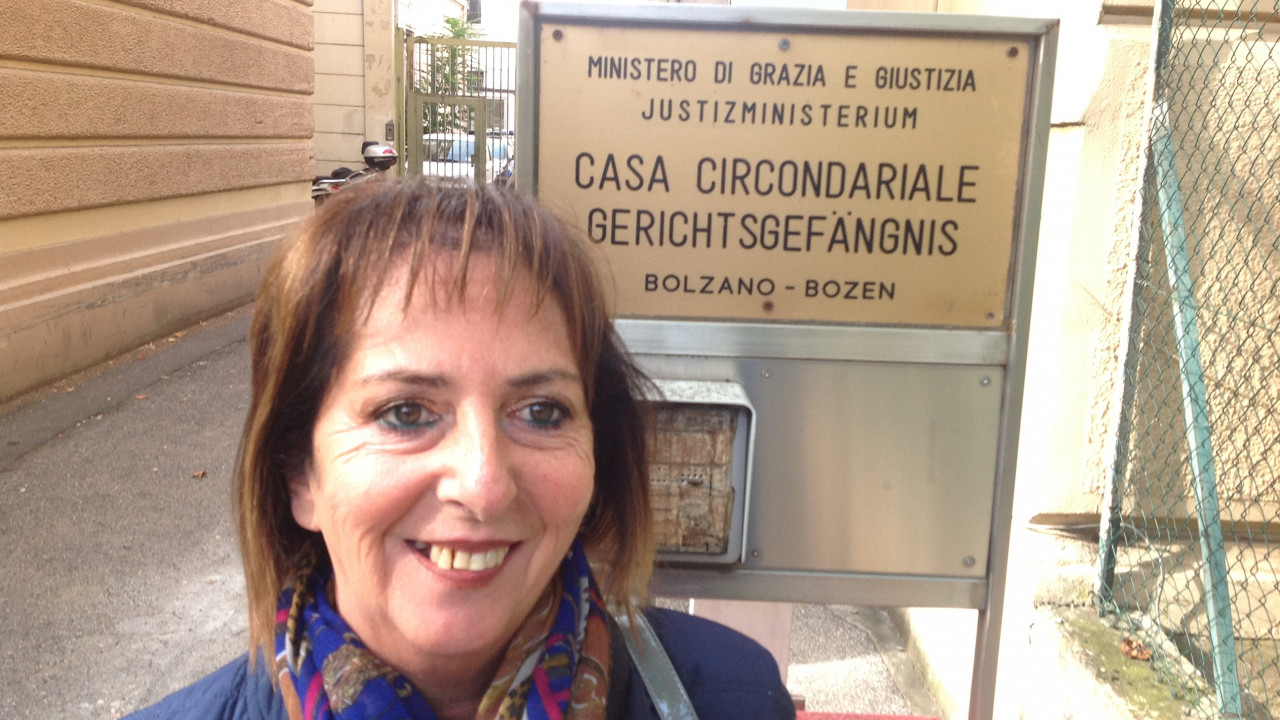 MINISTERO DI GRAZIA E GIUSTIZIA
JUSTIZMINISTERIUM
CASA CIRCONDARIALE
GERICHTSGEFÄNGNIS
BOLZANO - BOZEN